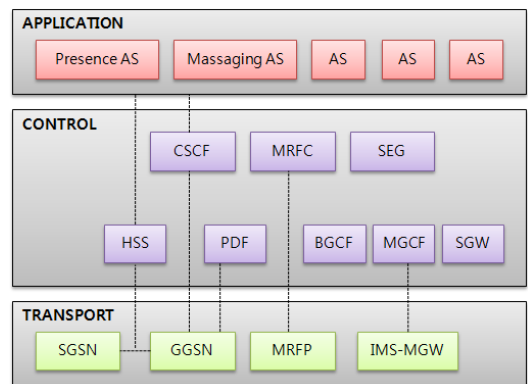 APPLICATION
Presence AS
Massaging AS
AS
AS
AS
CONTROL
CSCF
MRFC
SEG
HSS
PDF
BGCF
MGCF
SGW
TRANSPORT
SGSN
GGSN
MRFP
IMS-MGW